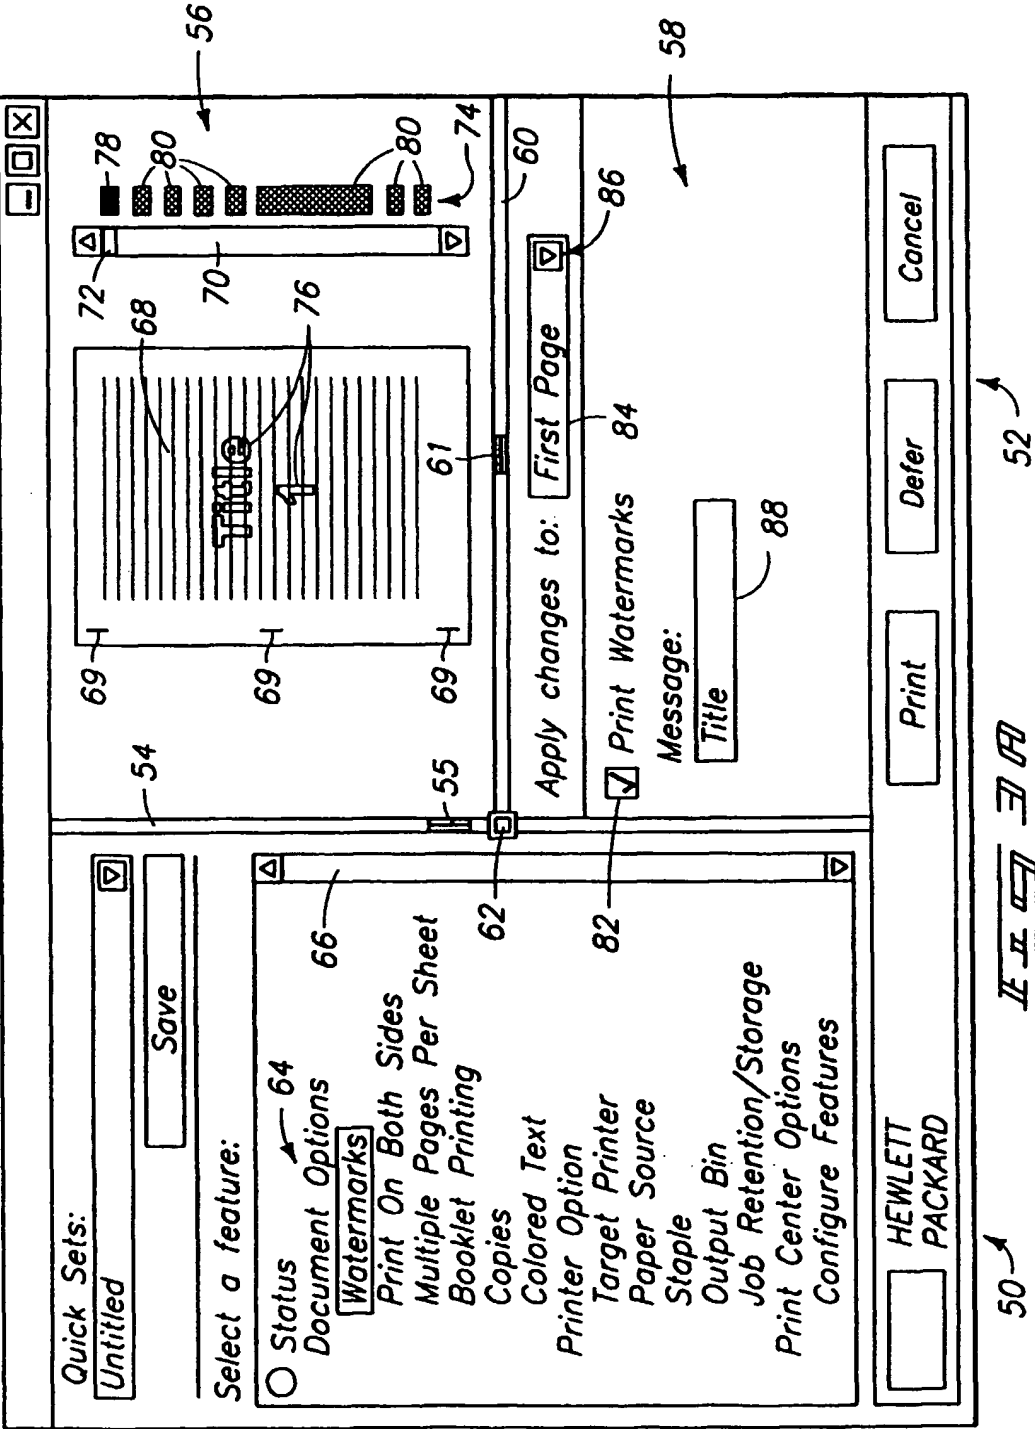 Quick Sets:
Untitled
Save
Select a feature:
Status
64
Document Options
Watermarks
Print On Both Sides
Multiple Pages Per Sheet
Booklet Printing
Copies
Colored Text
Printer Option
Target Printer
Paper Source
Staple
Output Bin
Job Retention/Storage
Print Center Options
Configure Features
66
54
55
62
82
69
69
69
Title
1
68
76
72
70
78
80
80
74
56
61
60
Apply changes to:
First Page
86
84
Print Watermarks
Message:
Title
88
58
HEWLETT
PACKARD
Print
Defer
Cancel
50
52
FIG 3A